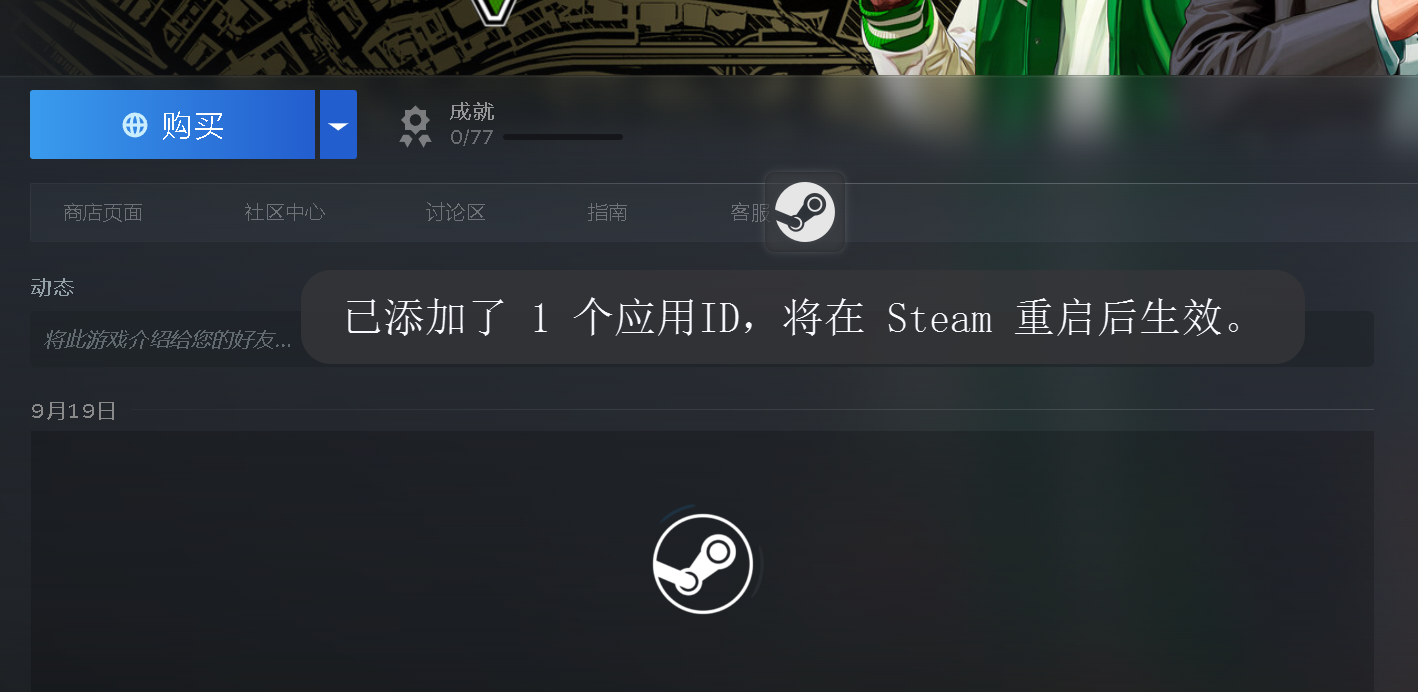 购买
成就
0/77
商店页面 社区中心 讨论区 指南 客服
动态
已添加了 1 个应用ID，将在 Steam 重启后生效。
将此游戏介绍给您的好友...
9月19日